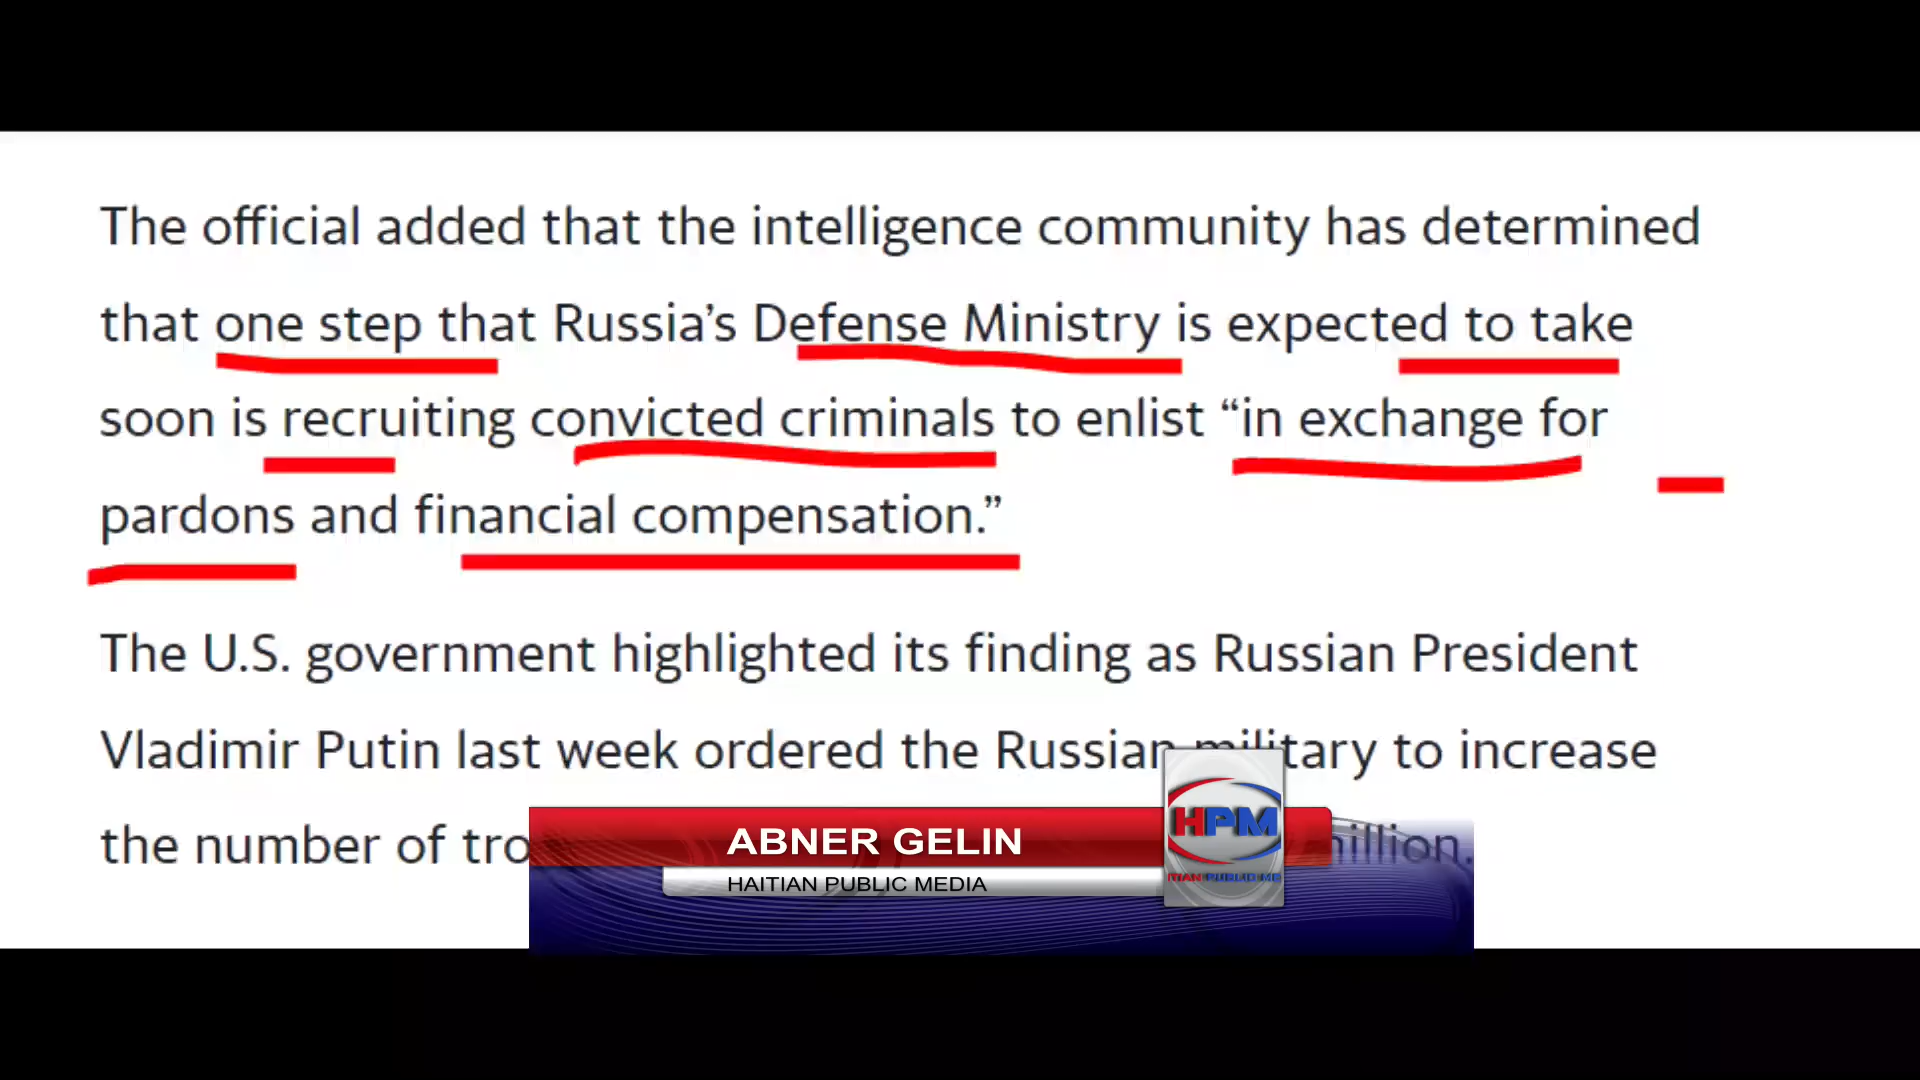 The official added that the intelligence community has determined
that one step that Russia’s Defense Ministry is expected to take
soon is recruiting convicted criminals to enlist “in exchange for
pardons and financial compensation.”
The U.S. government highlighted its finding as Russian President
Vladimir Putin last week ordered the Russian military to increase
the number of million.
ABNER GELIN
HAITIAN PUBLIC MEDIA
HPM